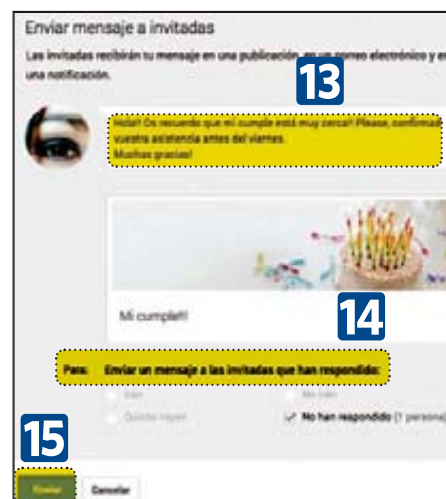 Enviar mensaje a invitadas
Las invitadas recibirán tu mensaje en una publicación, en un correo electrónico y en
una notificación.
13
Hola!! Os recuerdo que mi cumple está muy cerca!! Please, confirmad
vuestra asistencia antes del viernes.
Muchas gracias!
Mi cumple!!
14
Para: Enviar un mensaje a las invitadas que han respondido:
Irán No irán
Quizás vayan No han respondido (1 persona)
15
Enviar Cancelar